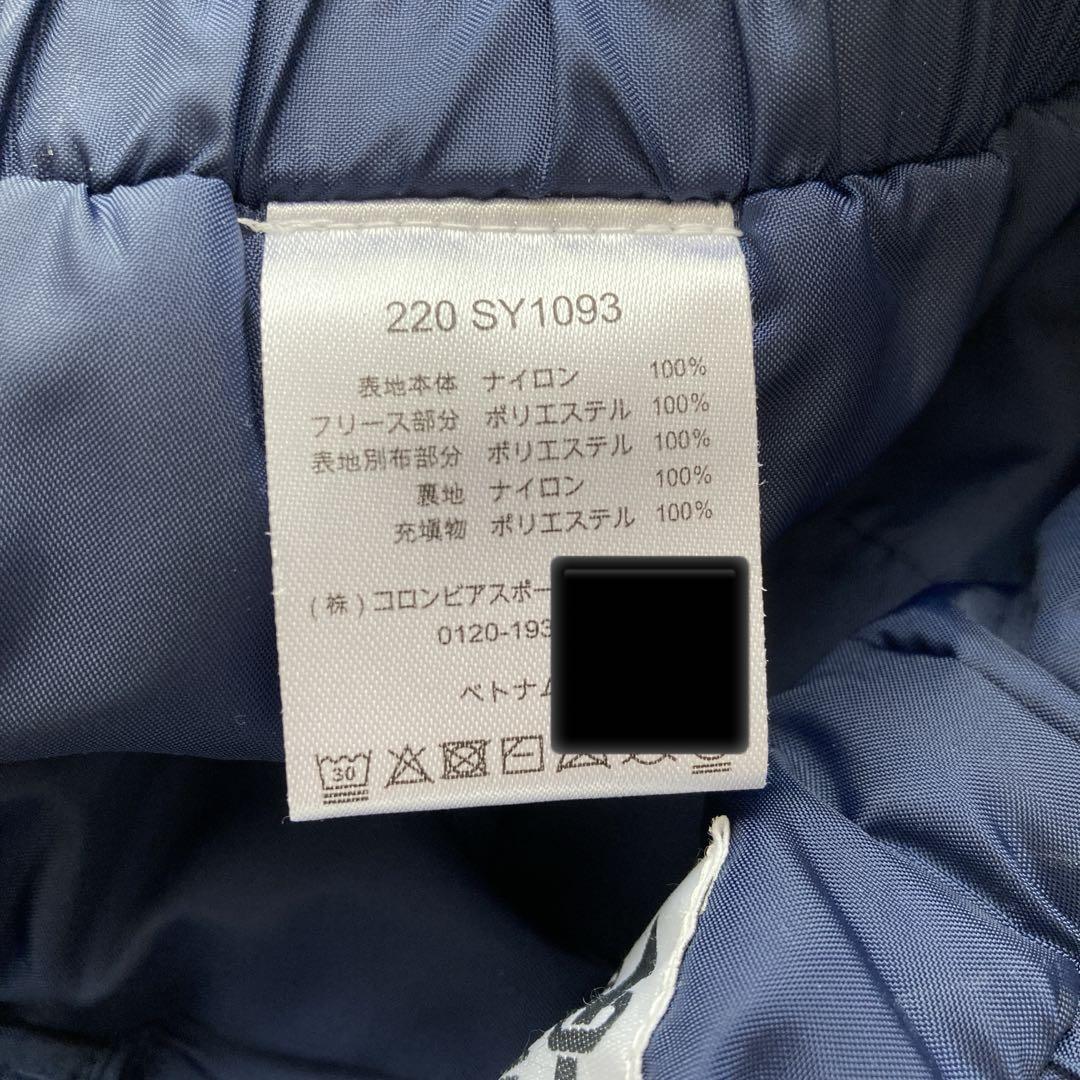 220 SY1093
表地本体 ナイロン 100%
フリース部分 ポリエステル 100%
表地別布部分 ポリエステル 100%
裏地 ナイロン 100%
充填物 ポリエステル 100%
(株)コロンビアスポー
0120-193
ベトナム
30